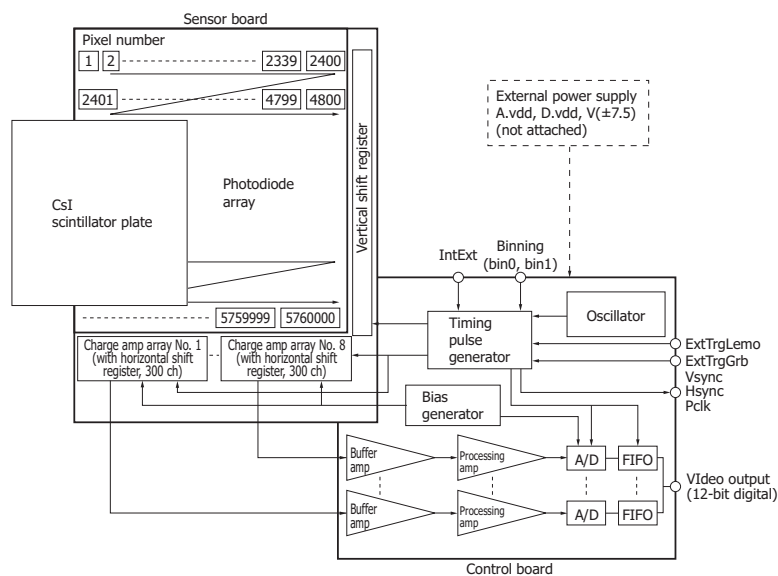 Sensor board
Pixel number
1 2 2339 2400
2401 4799 4800
External power supply
A.vdd, D.vdd, V(±7.5)
(not attached)
Vertical shift register
CsI
scintillator plate
Photodiode
array
IntExt
Binning
(bin0, bin1)
5759999 5760000
Timing
pulse
generator
Oscillator
Charge amp array No. 1
(with horizontal shift
register, 300 ch)
Charge amp array No. 8
(with horizontal shift
register, 300 ch)
ExtTrgLemo
ExtTrgGrb
Vsync
Hsync
Pclk
Bias
generator
Buffer
amp
Processing
amp
A/D
FIFO
VIdeo output
(12-bit digital)
Buffer
amp
Processing
amp
A/D
FIFO
Control board